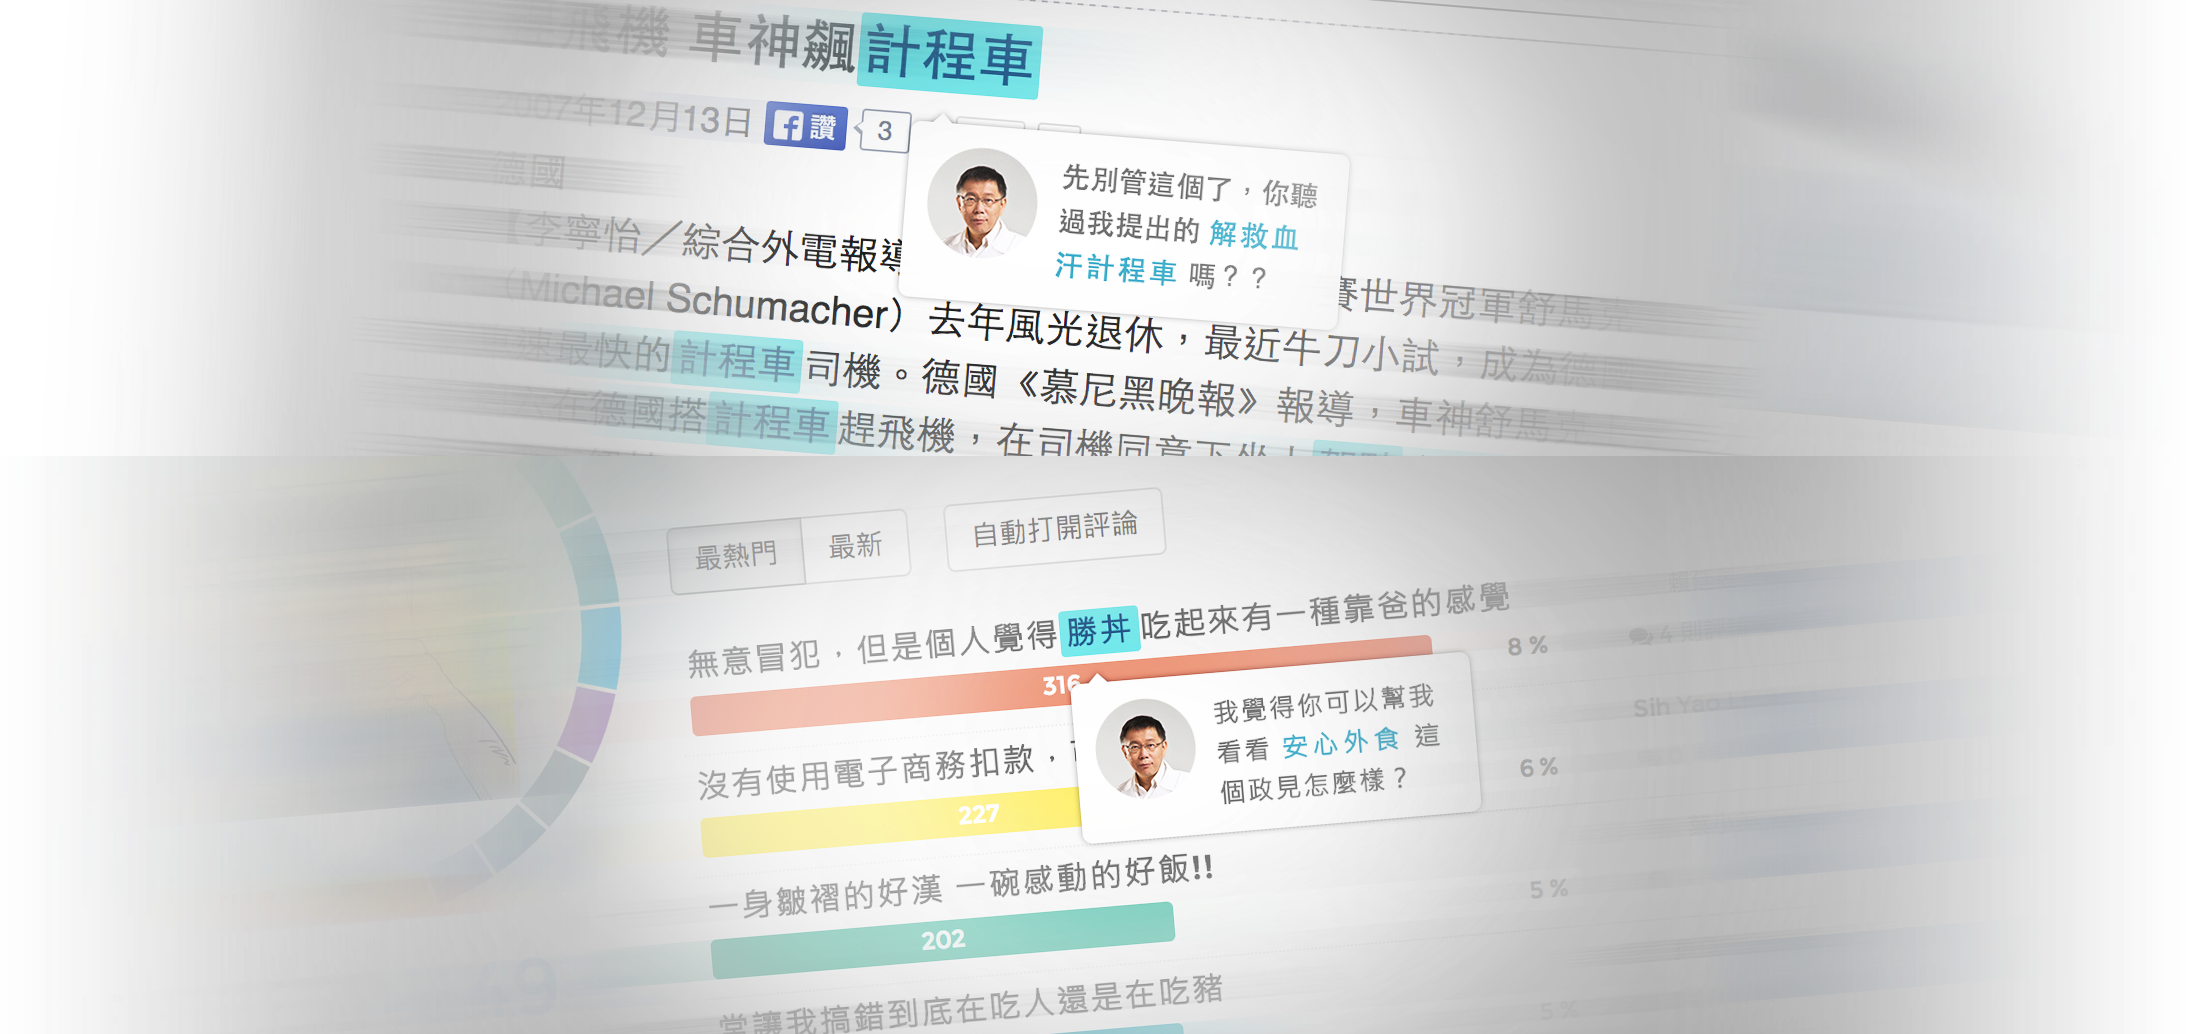 飛機 車神飆計程車
2007年12月13日 讚 3
德國
先別管這個了，你聽
過我提出的 解救血
汗計程車 嗎？？
【李寧怡╱綜合外電報導
賽世界冠軍舒馬克
（Michael Schumacher）去年風光退休，最近牛刀小試，成為德國
速最快的計程車司機。德國《慕尼黑晚報》報導，車神舒馬克
在德國搭計程車趕飛機，在司機同意下坐上駕駛
最熱門 最新 自動打開評論
無意冒犯，但是個人覺得勝丼吃起來有一種靠爸的感覺
316 8%
4 則
我覺得你可以幫我
看看 安心外食 這
個政見怎麼樣？
Sih Yao
沒有使用電子商務扣款，
227 6%
一身皺褶的好漢 一碗感動的好飯!!
202 5%
常讓我搞錯到底在吃人還是在吃豬
5%